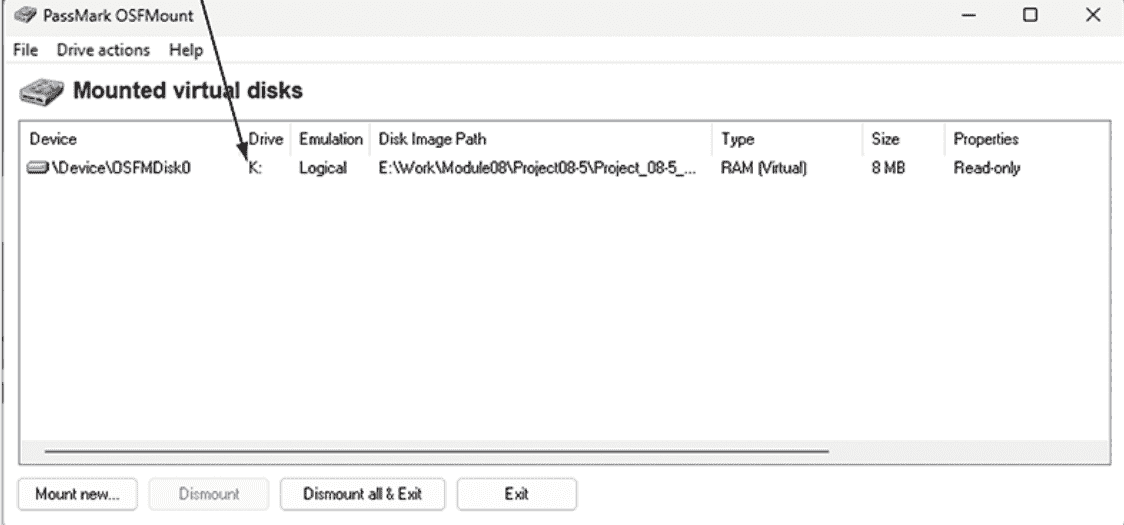 PassMark OSFMount
File Drive actions Help
Mounted virtual disks
Device Drive Emulation Disk Image Path Type Size Properties
\Device\OSFMDisk0 K: Logical E:\Work\Module08\Project08-5\Project_08-5_... RAM (Virtual) 8 MB Read-only
Mount new... Dismount Dismount all & Exit Exit